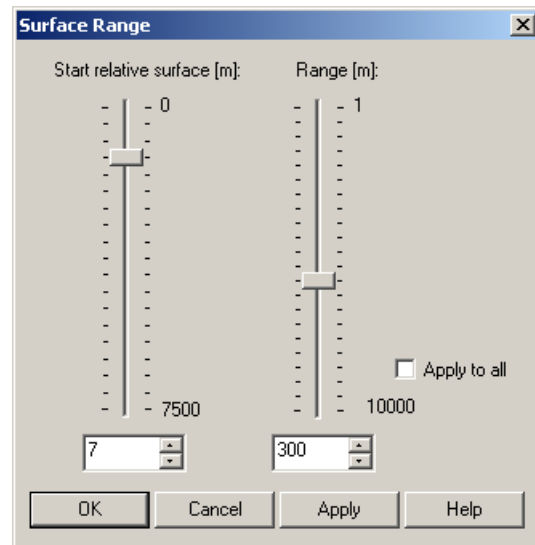 Surface Range
Start relative surface [m]: Range [m]:
0 1
Apply to all
7500 10000
7 300
OK Cancel Apply Help